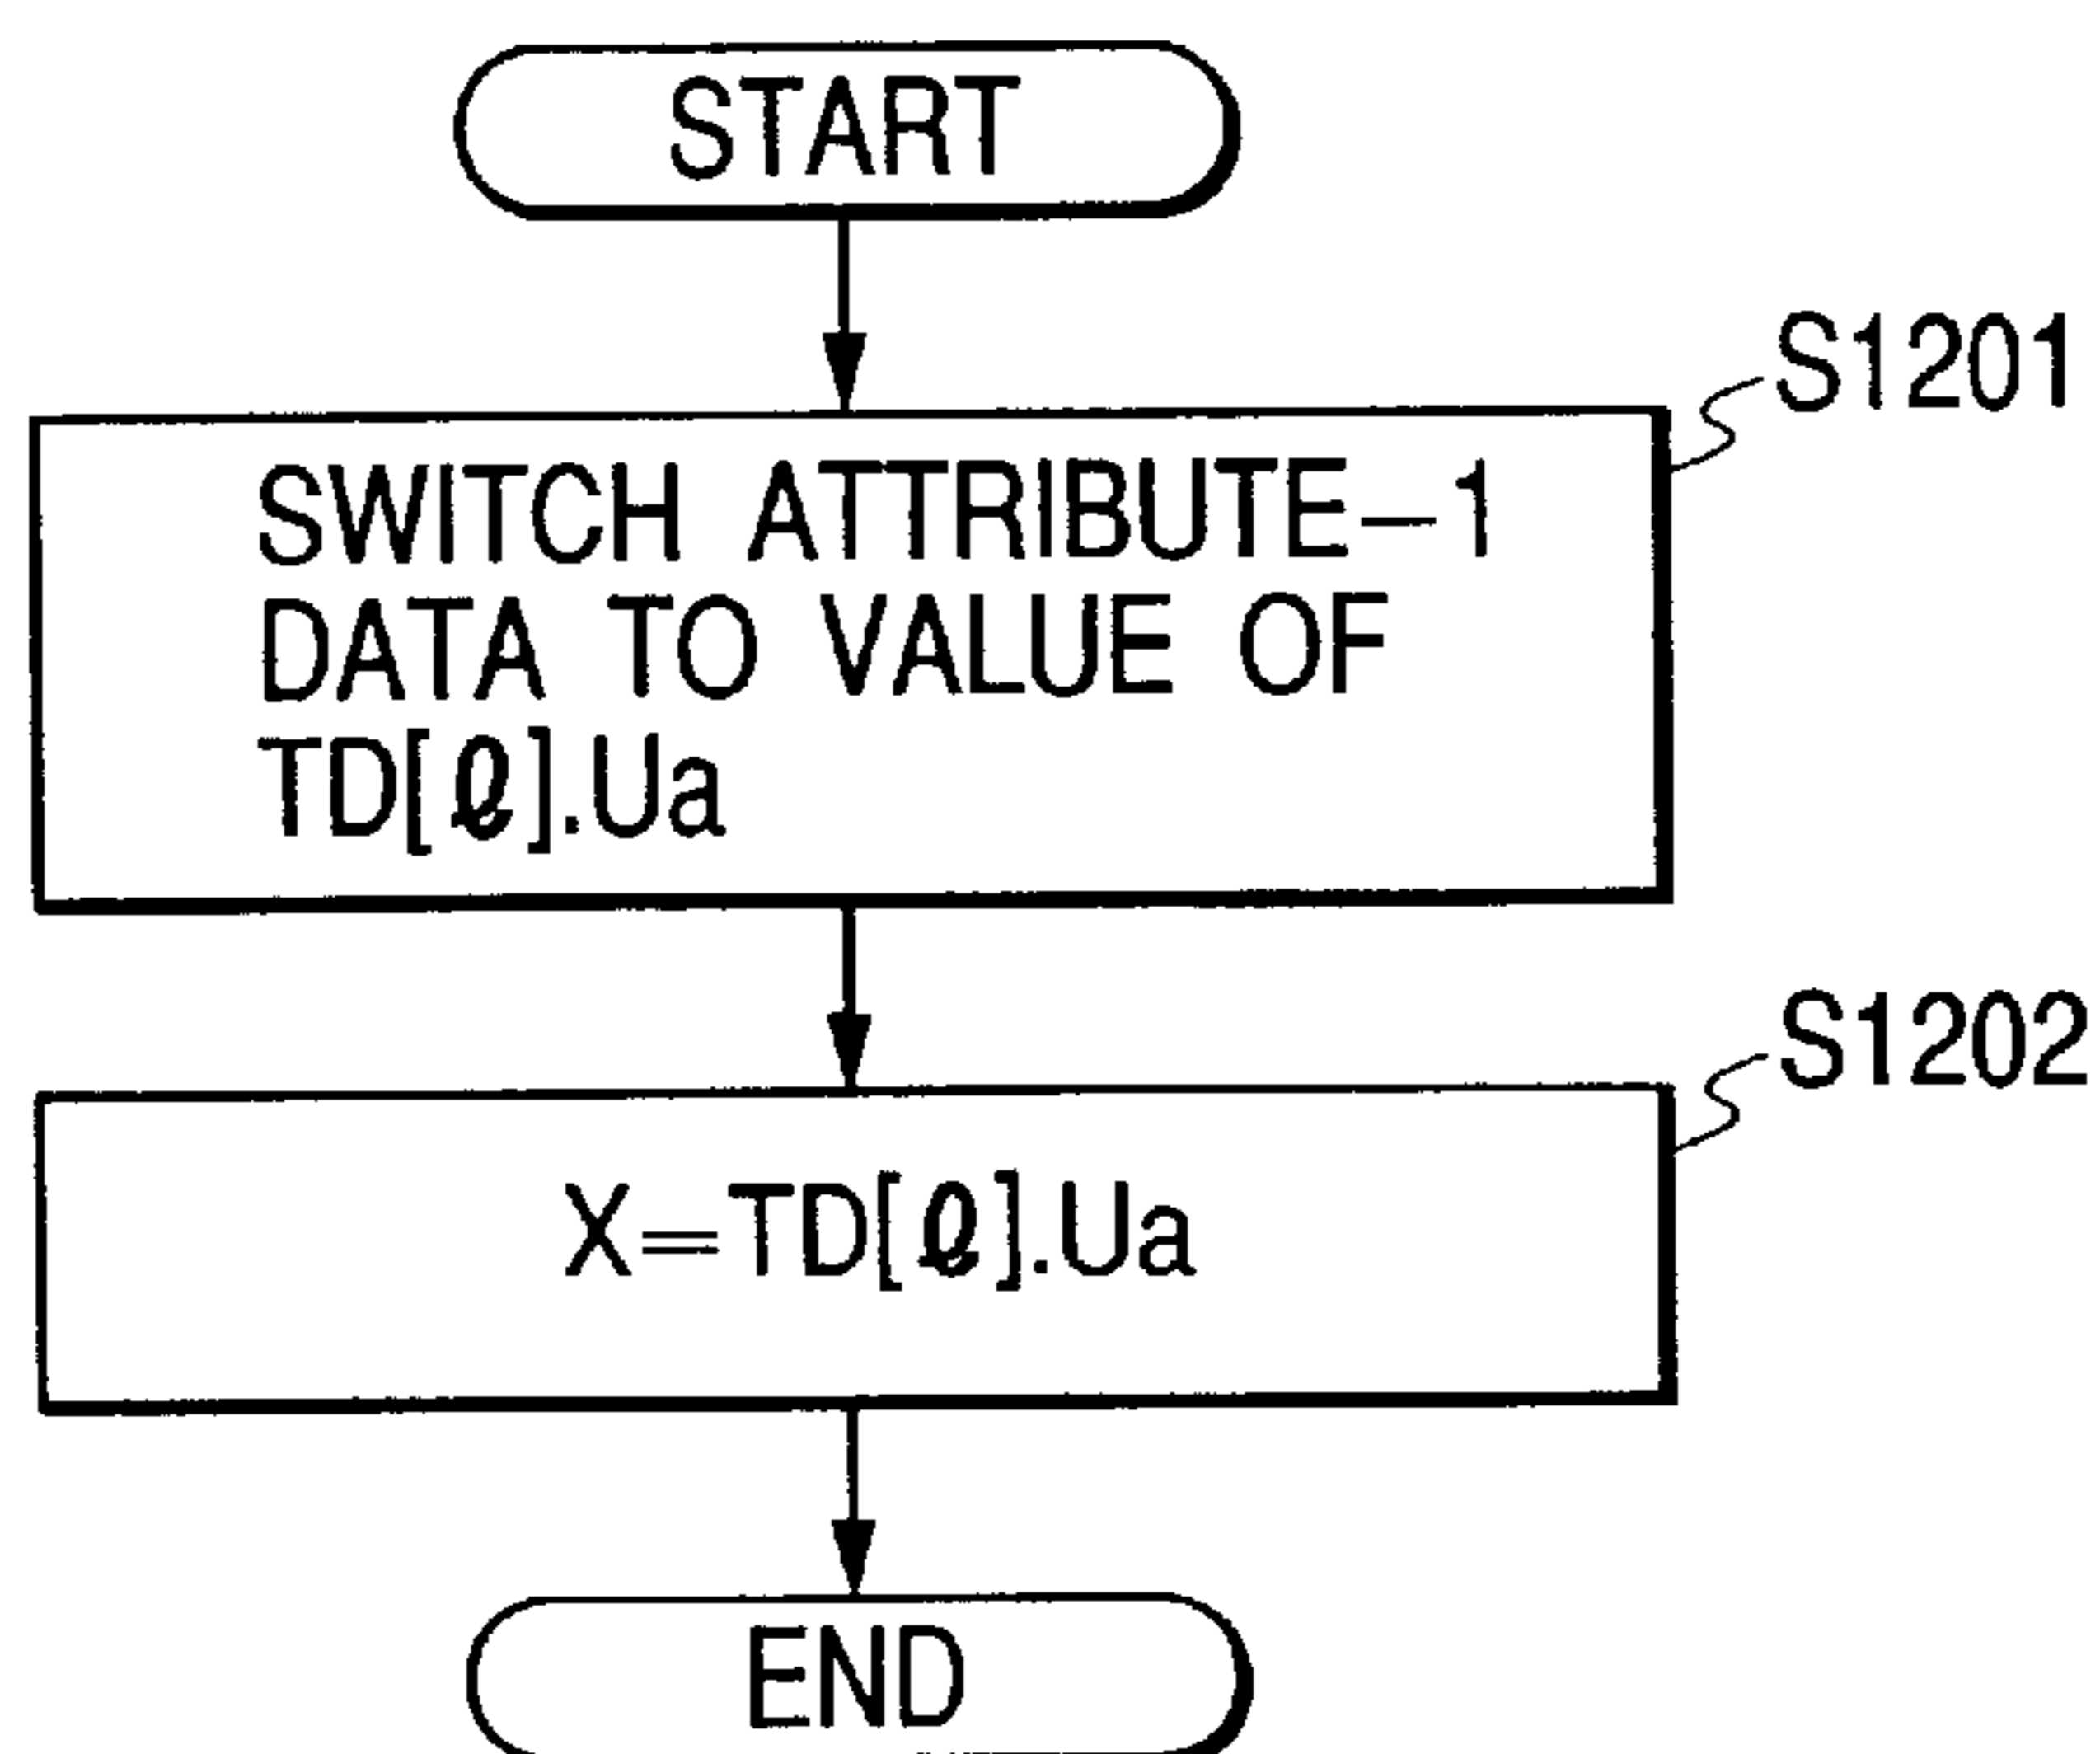 START
S1201
SWITCH ATTRIBUTE–1
DATA TO VALUE OF
TD[ℓ].Ua
S1202
X=TD[ℓ].Ua
END